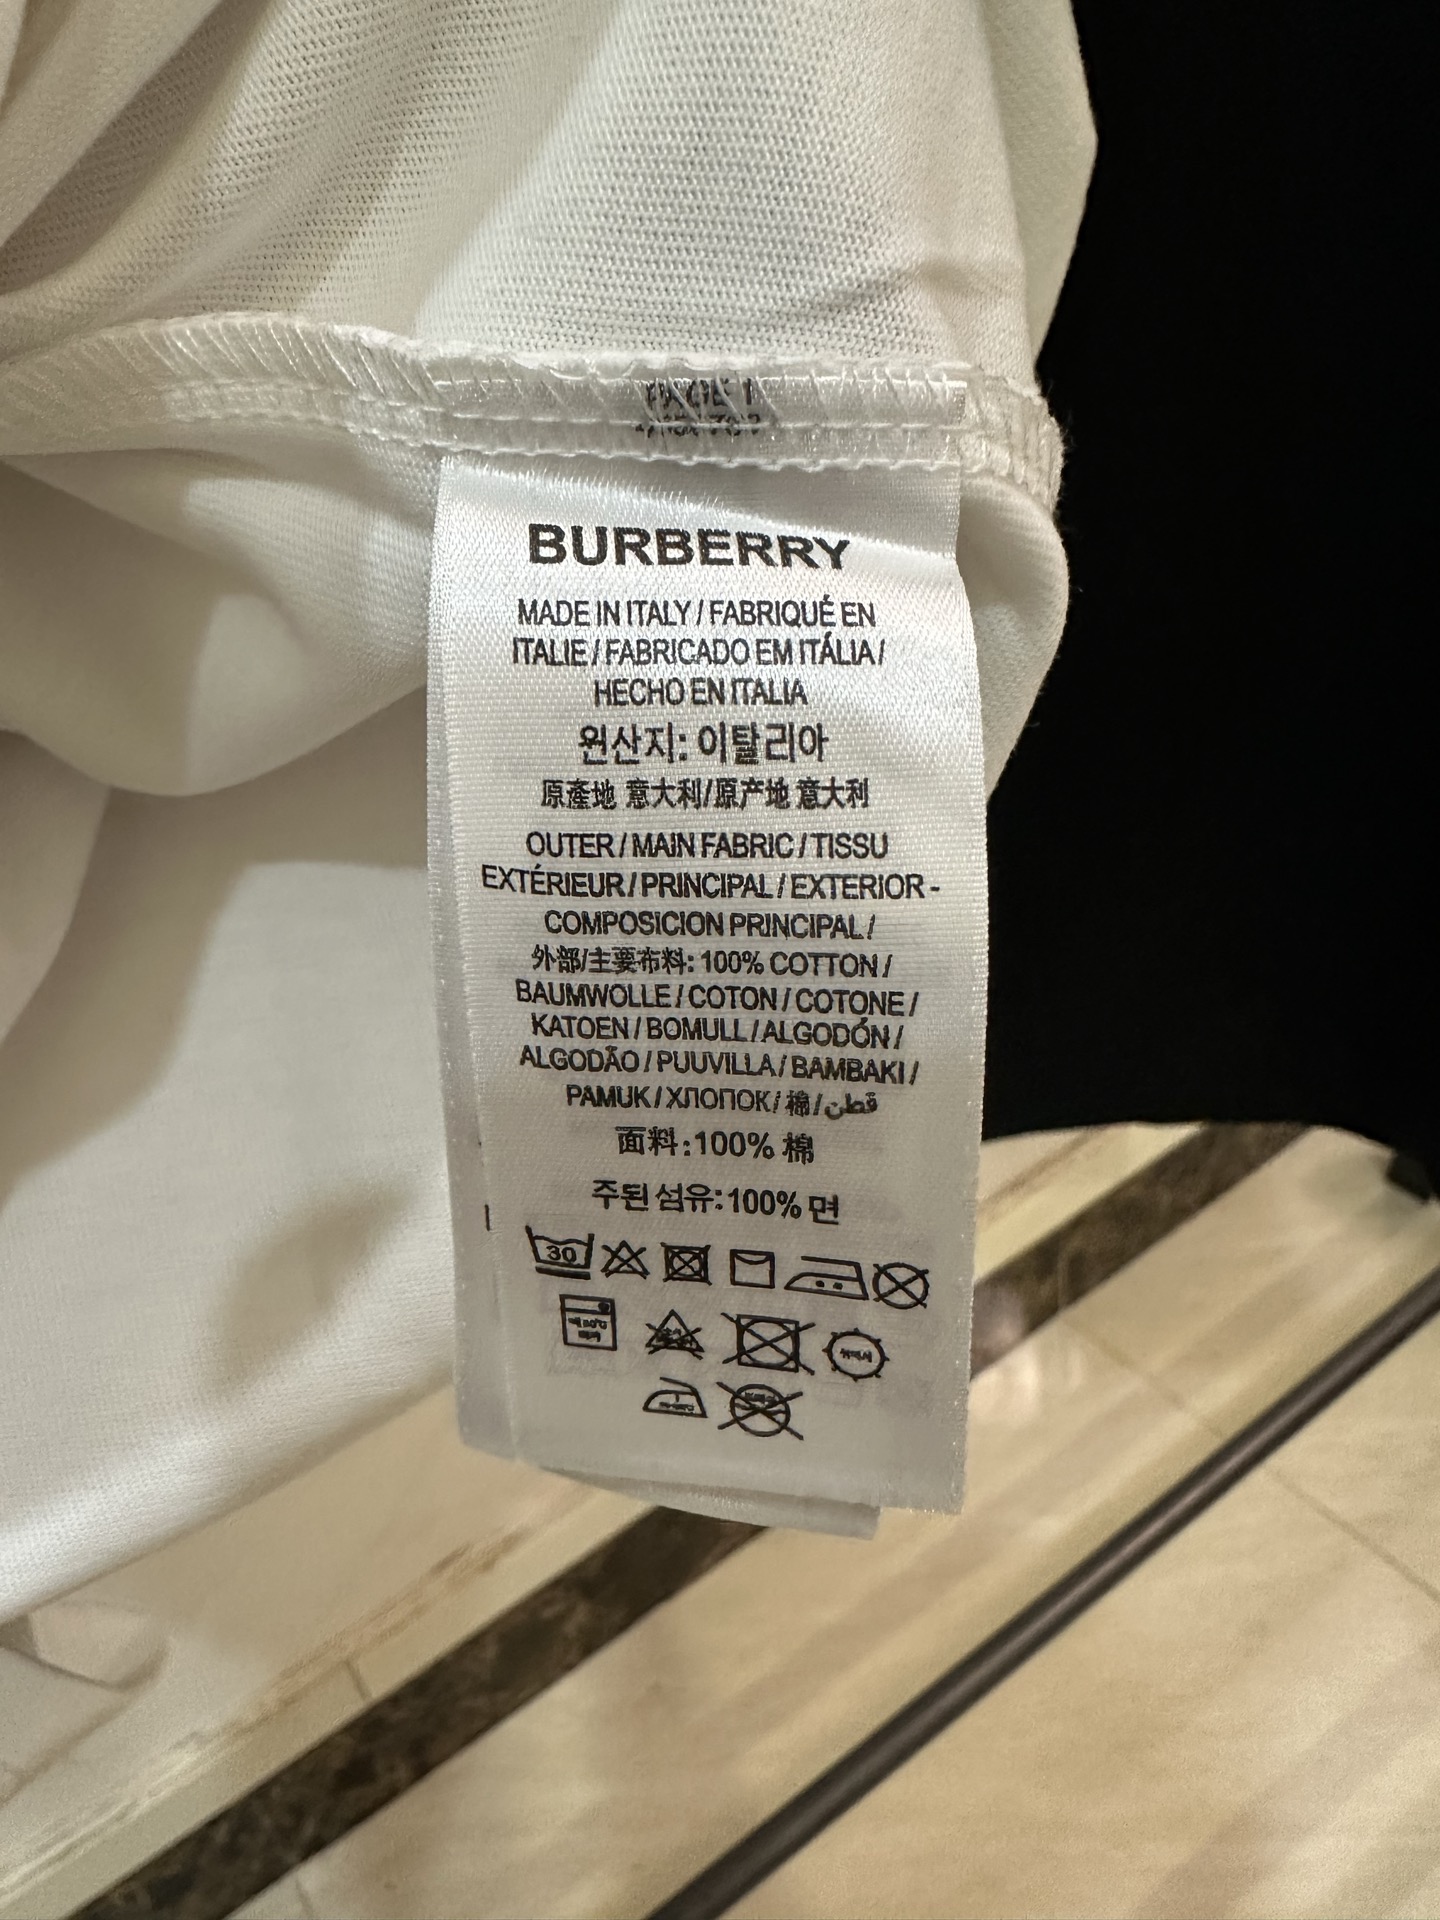 BURBERRY
MADE IN ITALY / FABRIQUÉ EN
ITALIE / FABRICADO EM ITÁLIA /
HECHO EN ITALIA
원산지: 이탈리아
原產地 意大利/原产地 意大利
OUTER / MAIN FABRIC / TISSU
EXTÉRIEUR / PRINCIPAL / EXTERIOR -
COMPOSICION PRINCIPAL /
外部/主要布料: 100% COTTON /
BAUMWOLLE / COTON / COTONE /
KATOEN / BOMULL / ALGODÓN /
ALGODÃO / PUUVILLA / BAMBAKI /
PAMUK / ХЛОПОК / 棉 / قطن
面料:100% 棉
주된 섬유:100% 면
30